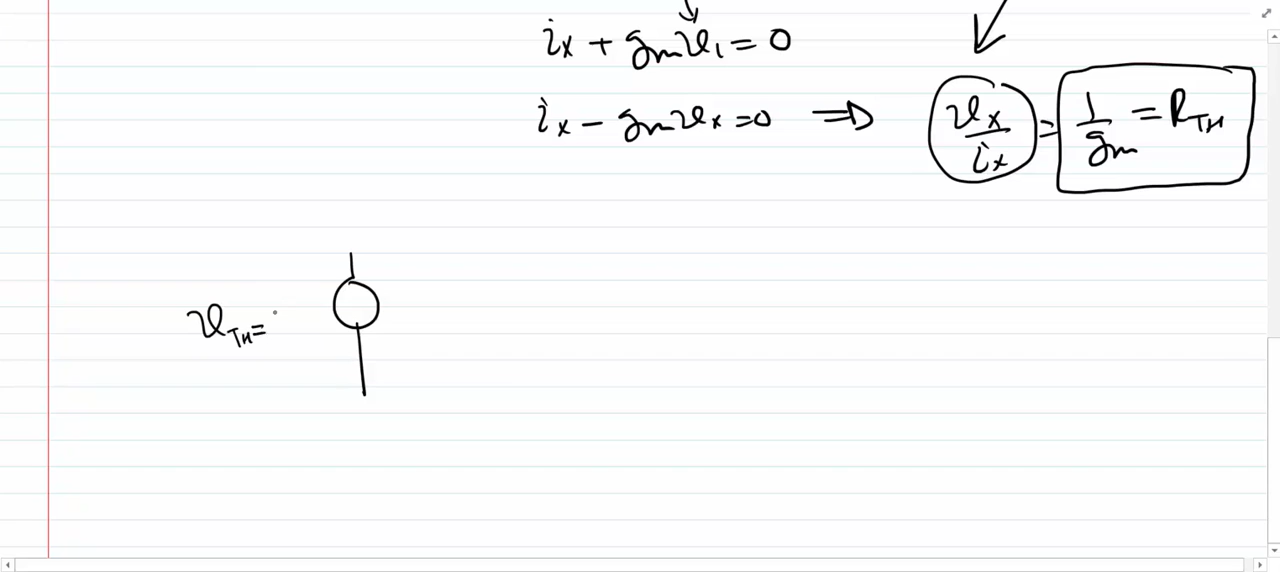 ix + gmv1 = 0
ix - gmvx = 0 ⇒ vx/ix = 1/gm = RTH
vTH =